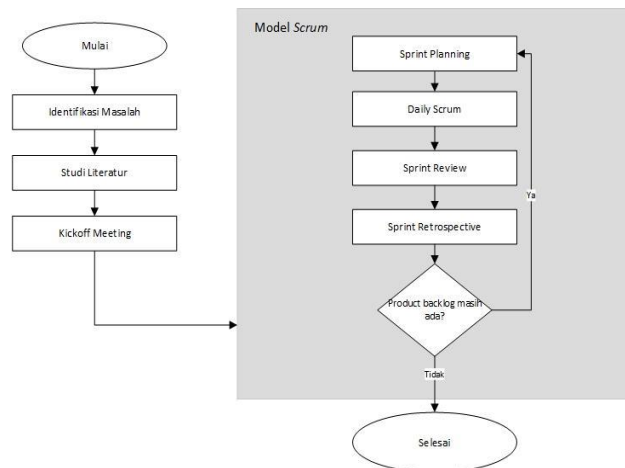 Mulai
Identifikasi Masalah
Studi Literatur
Kickoff Meeting
Model Scrum
Sprint Planning
Daily Scrum
Sprint Review
Sprint Retrospective
Product backlog masih
ada?
Ya
Tidak
Selesai